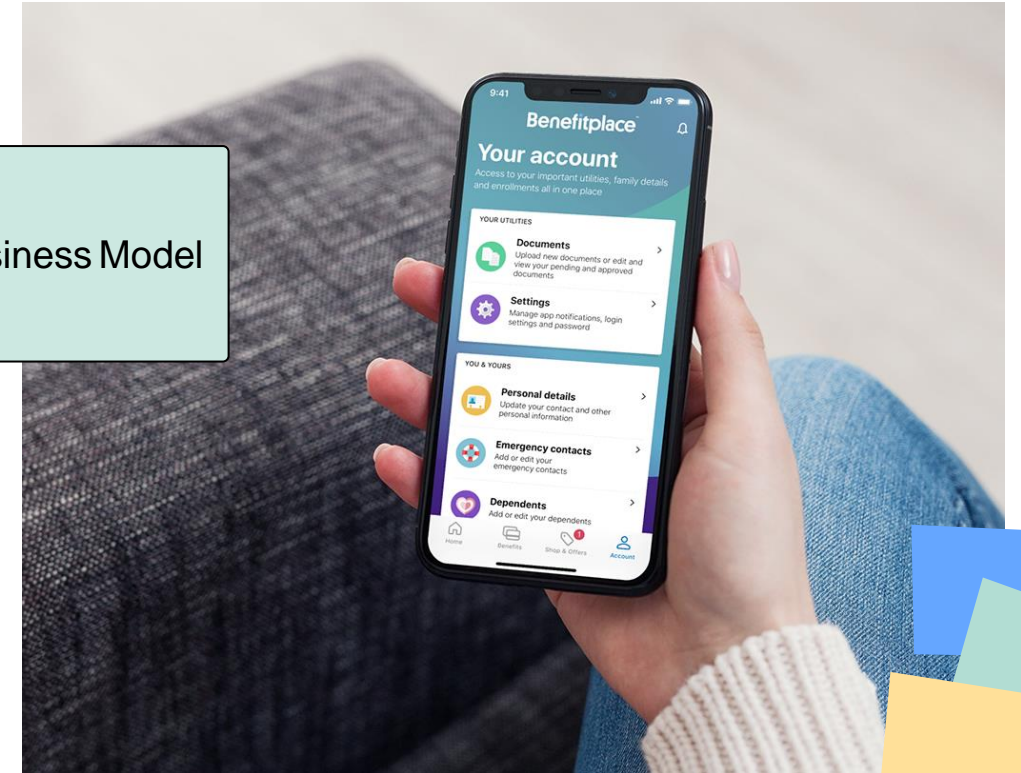 siness Model
9:41
Benefitplace
Your account
Access to your important utilities, family details
and enrollments all in one place
YOUR UTILITIES
Documents
Upload new documents or edit and
view your pending and approved
documents
Settings
Manage app notifications, login
settings and password
YOU & YOURS
Personal details
Update your contact and other
personal information
Emergency contacts
Add or edit your
emergency contacts
Dependents
Add or edit your dependents
1
Home Benefits Shop & Offers Account